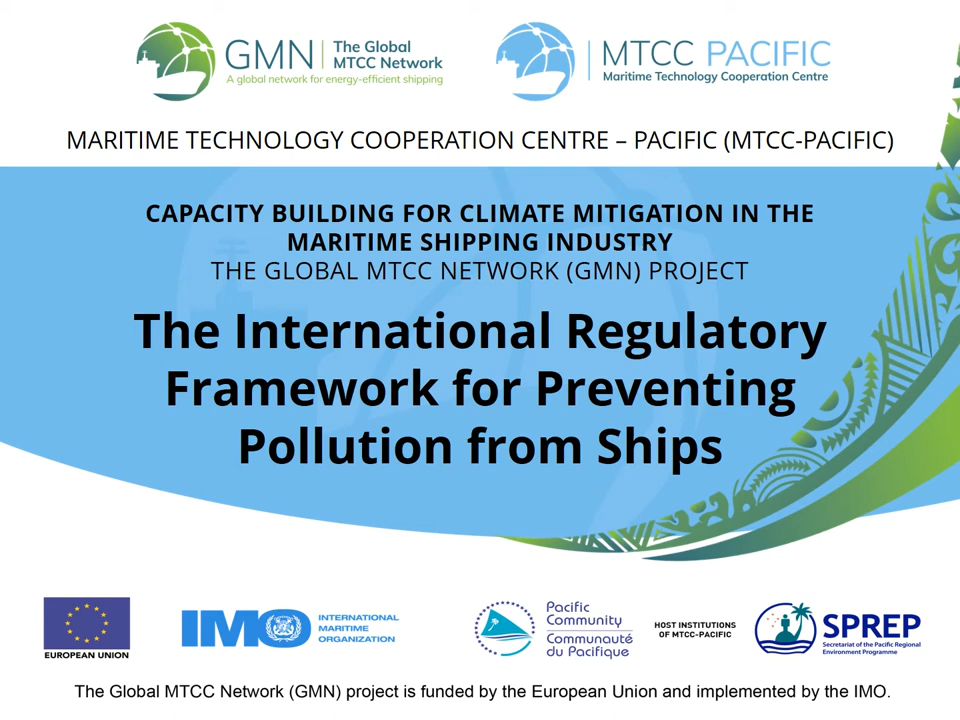 GMN
The Global
MTCC Network
A global network for energy-efficient shipping
MTCC PACIFIC
Maritime Technology Cooperation Centre
MARITIME TECHNOLOGY COOPERATION CENTRE – PACIFIC (MTCC-PACIFIC)
CAPACITY BUILDING FOR CLIMATE MITIGATION IN THE
MARITIME SHIPPING INDUSTRY
THE GLOBAL MTCC NETWORK (GMN) PROJECT
The International Regulatory
Framework for Preventing
Pollution from Ships
EUROPEAN UNION
IMO
INTERNATIONAL
MARITIME
ORGANIZATION
Pacific
Community
Communauté
du Pacifique
HOST INSTITUTIONS
OF MTCC-PACIFIC
SPREP
Secretariat of the Pacific Regional
Environment Programme
The Global MTCC Network (GMN) project is funded by the European Union and implemented by the IMO.